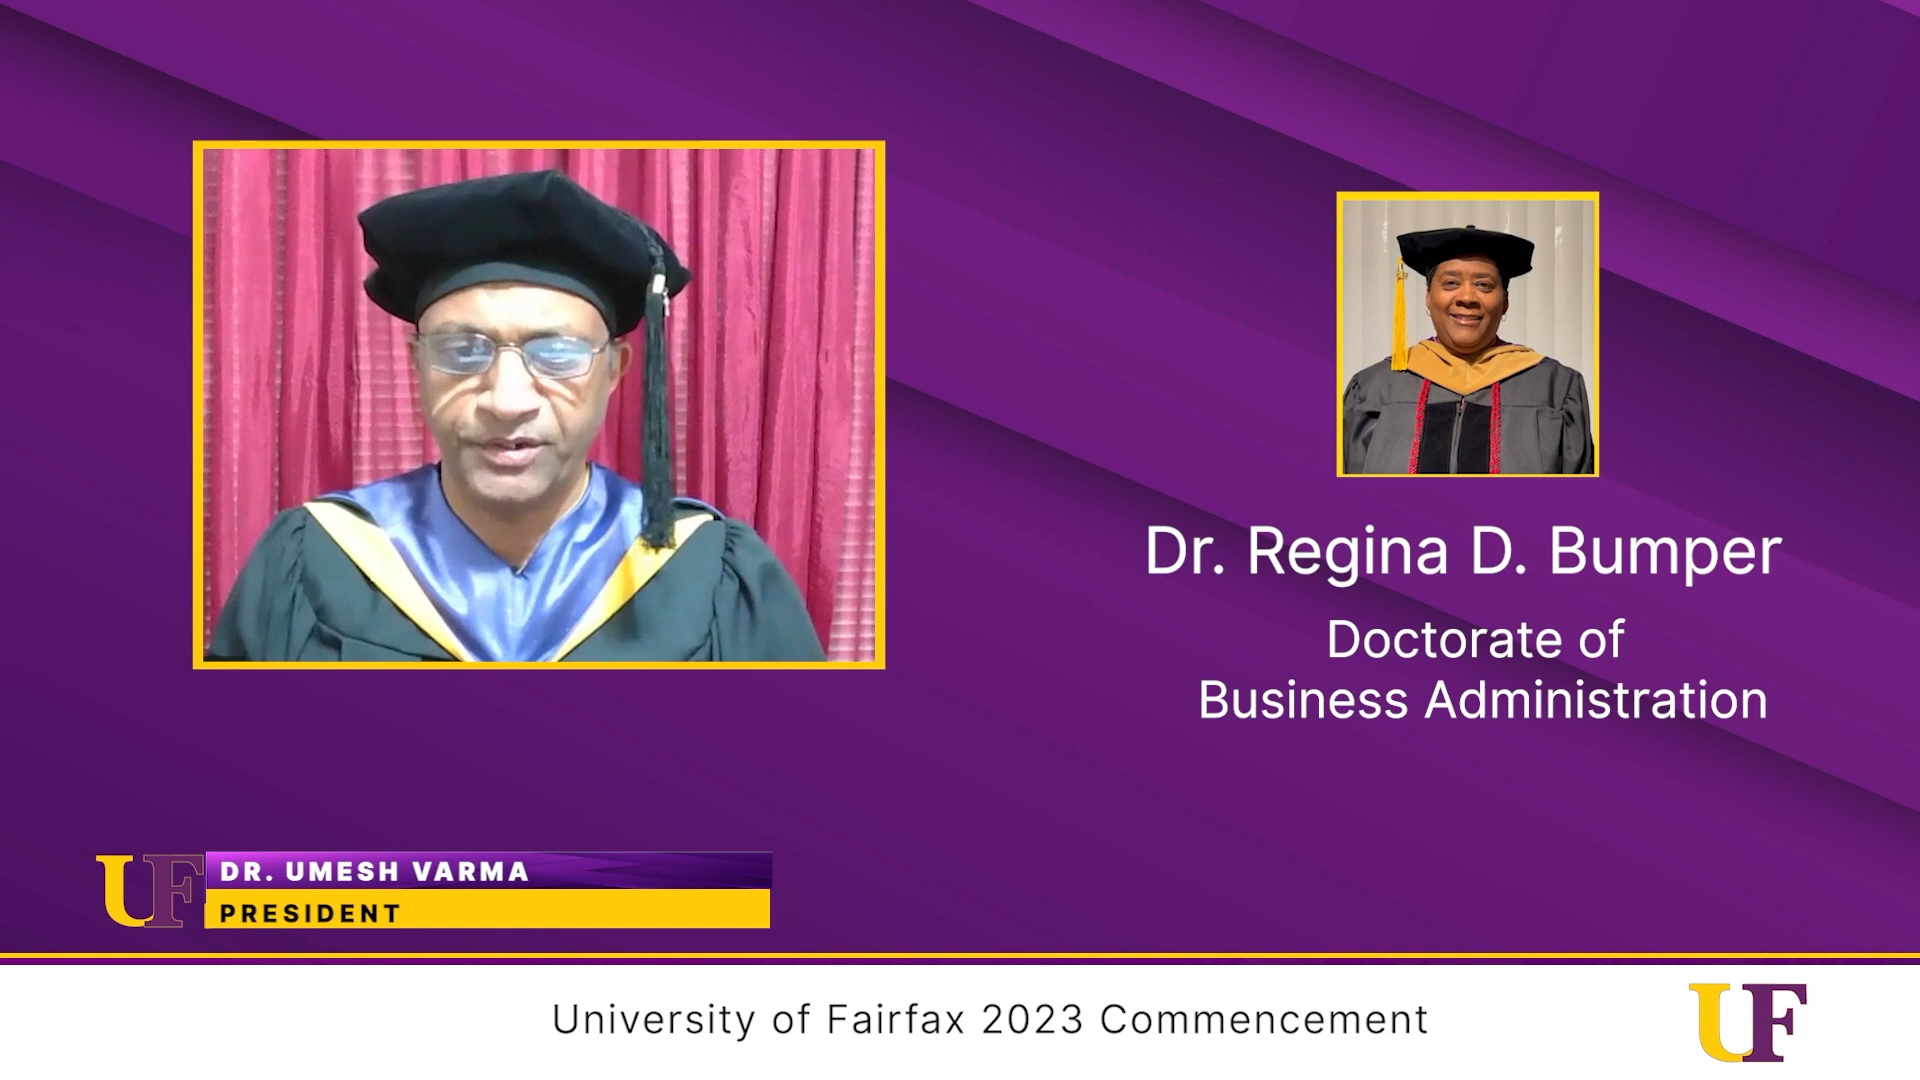 Dr. Regina D. Bumper
Doctorate of
Business Administration
UF DR. UMESH VARMA
PRESIDENT
University of Fairfax 2023 Commencement
UF